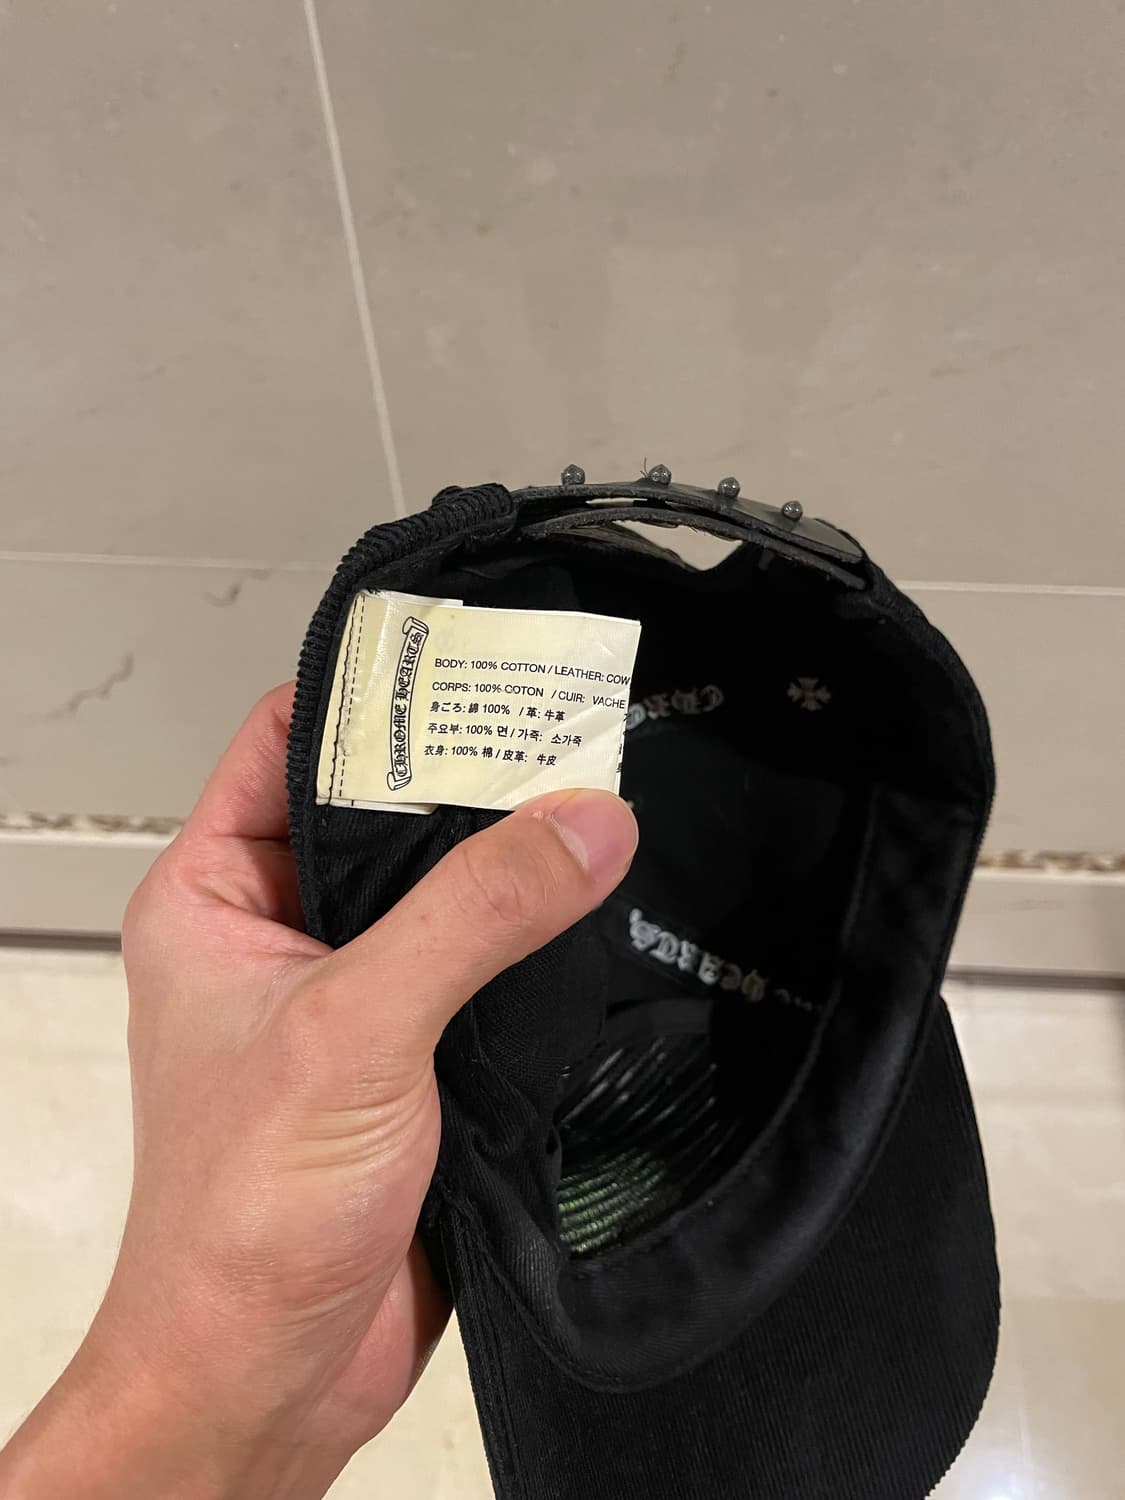 CHROME HEARTS
BODY: 100% COTTON / LEATHER: COW
CORPS: 100% COTON / CUIR: VACHE
身ごろ: 綿 100% / 革: 牛革
주요부: 100% 면 / 가죽: 소가죽
衣身: 100% 棉 / 皮革: 牛皮
HEARTS,